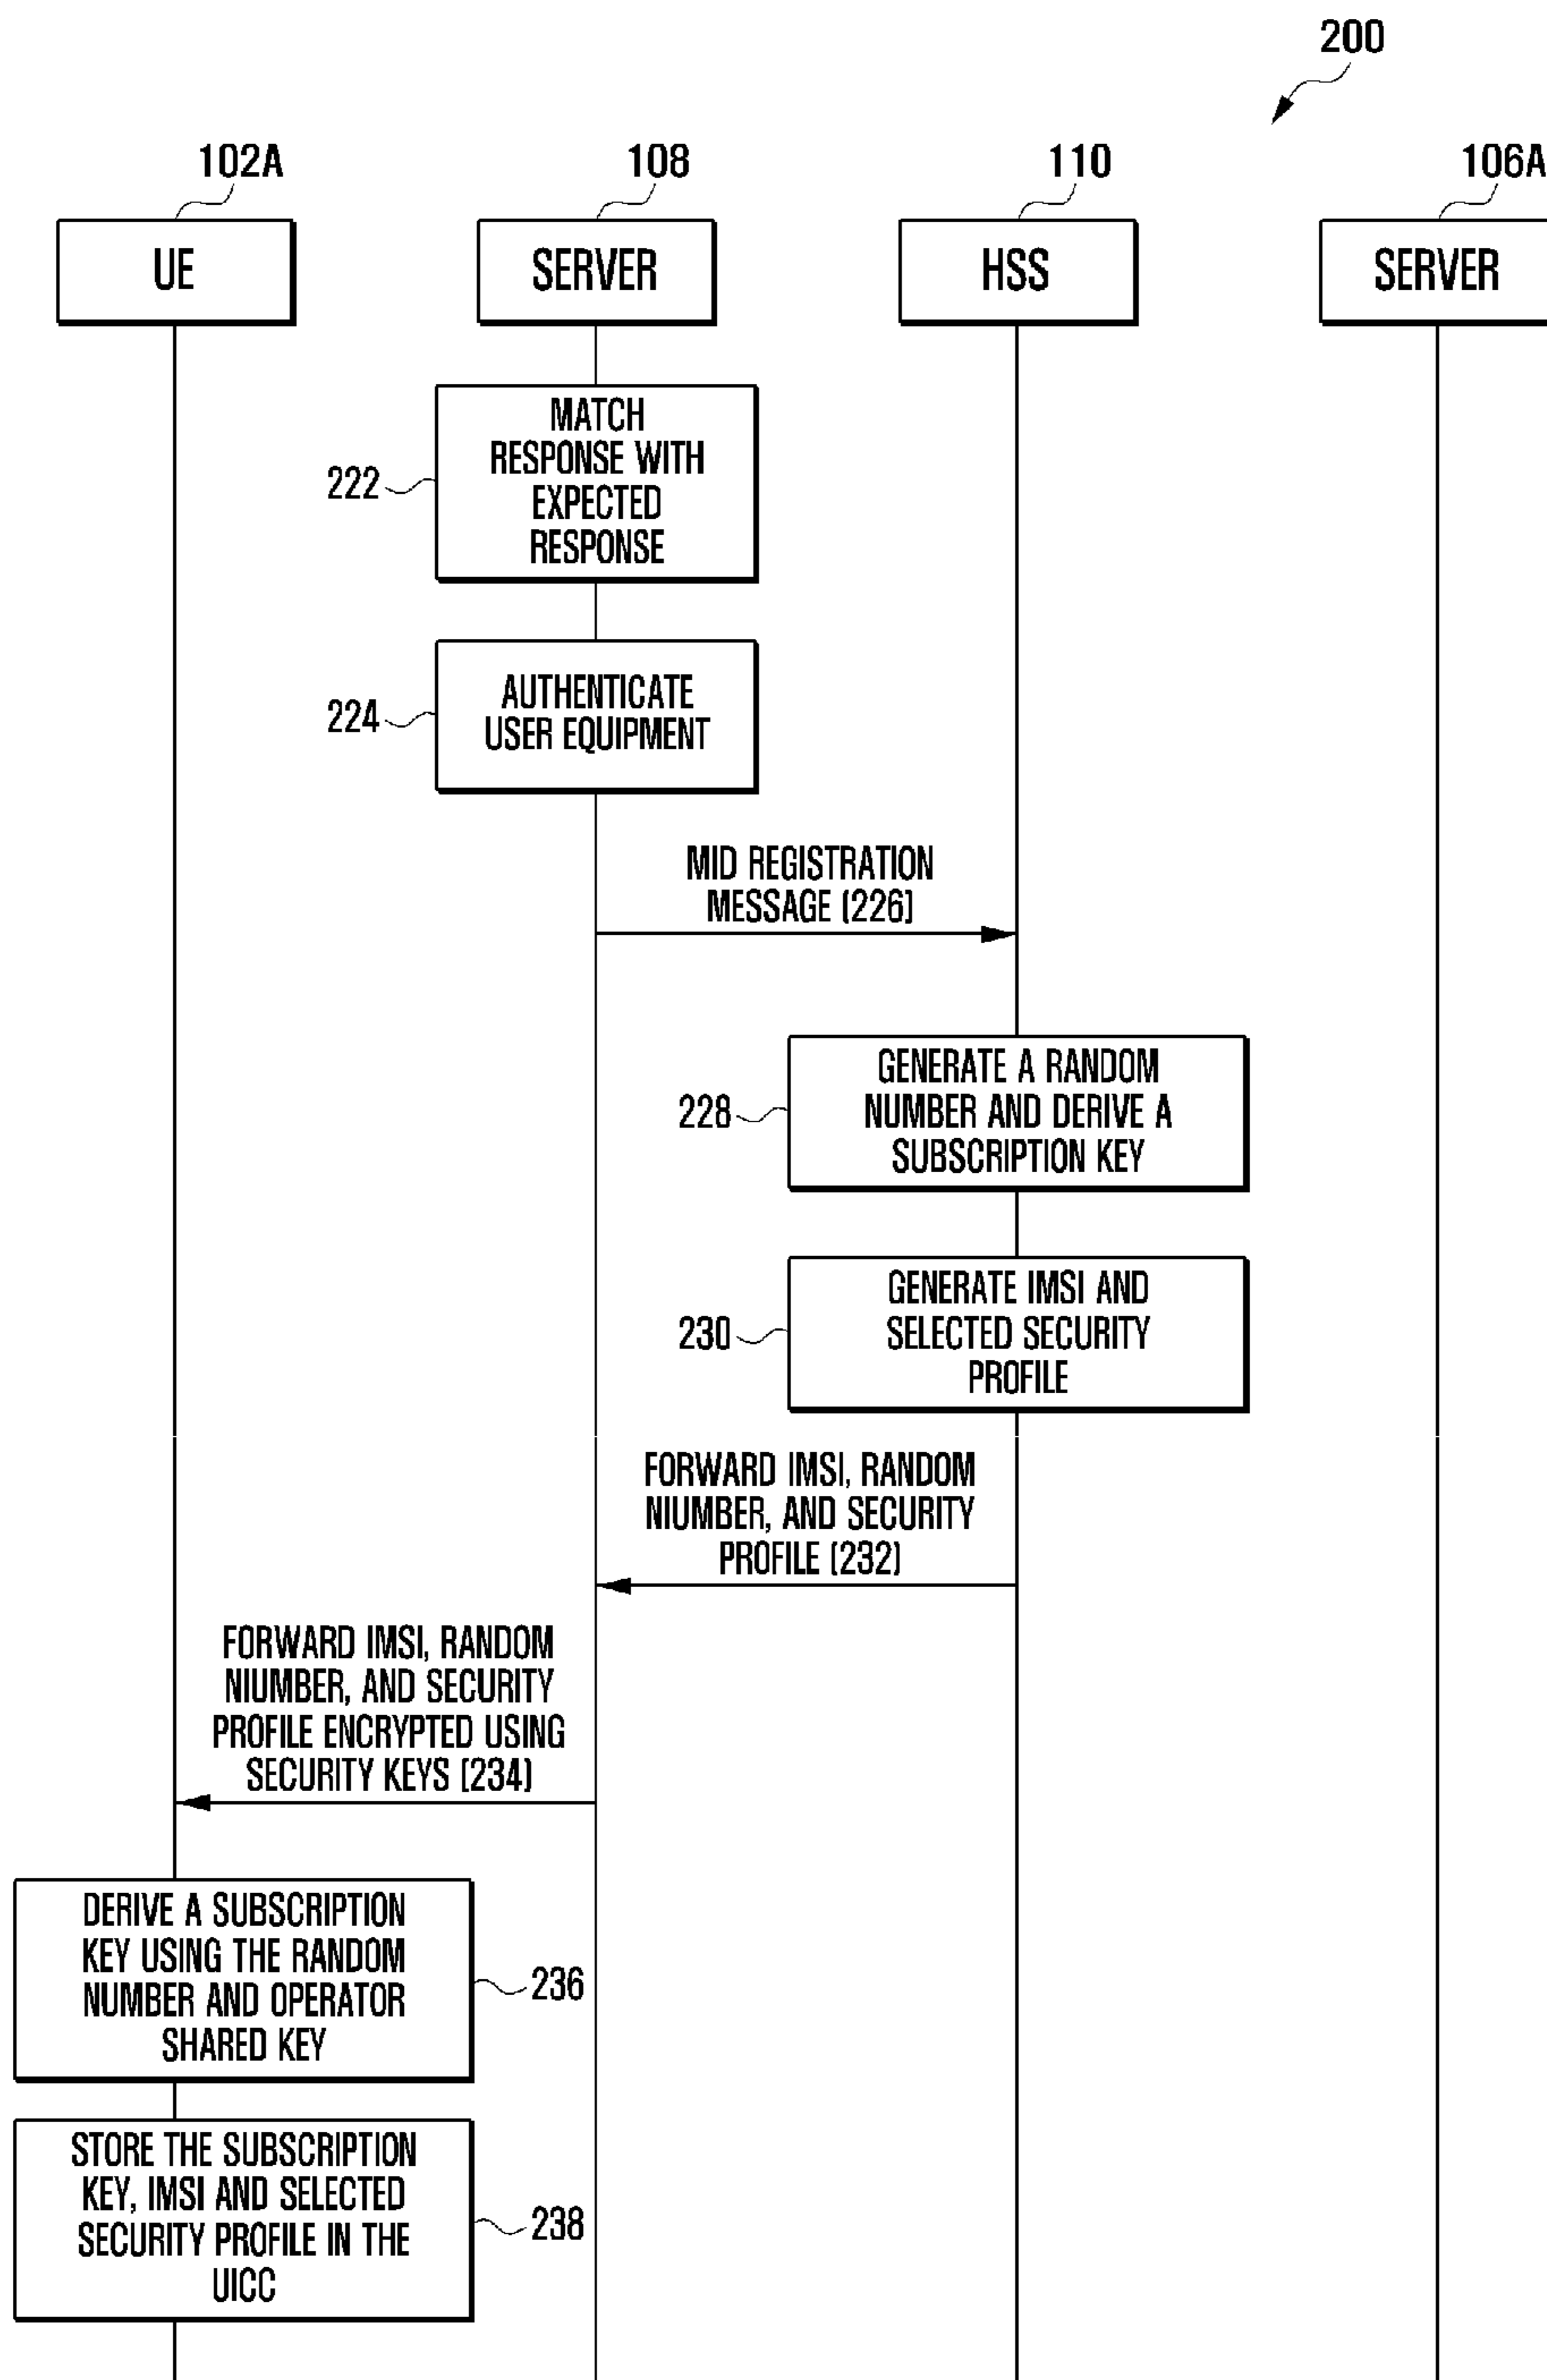 200
102A
108
110
106A
UE
SERVER
HSS
SERVER
MATCH
RESPONSE WITH
EXPECTED
RESPONSE
222
AUTHENTICATE
USER EQUIPMENT
224
MID REGISTRATION
MESSAGE (226)
GENERATE A RANDOM
NUMBER AND DERIVE A
SUBSCRIPTION KEY
228
GENERATE IMSI AND
SELECTED SECURITY
PROFILE
230
FORWARD IMSI, RANDOM
NIUMBER, AND SECURITY
PROFILE (232)
FORWARD IMSI, RANDOM
NIUMBER, AND SECURITY
PROFILE ENCRYPTED USING
SECURITY KEYS (234)
DERIVE A SUBSCRIPTION
KEY USING THE RANDOM
NUMBER AND OPERATOR
SHARED KEY
236
STORE THE SUBSCRIPTION
KEY, IMSI AND SELECTED
SECURITY PROFILE IN THE
UICC
238